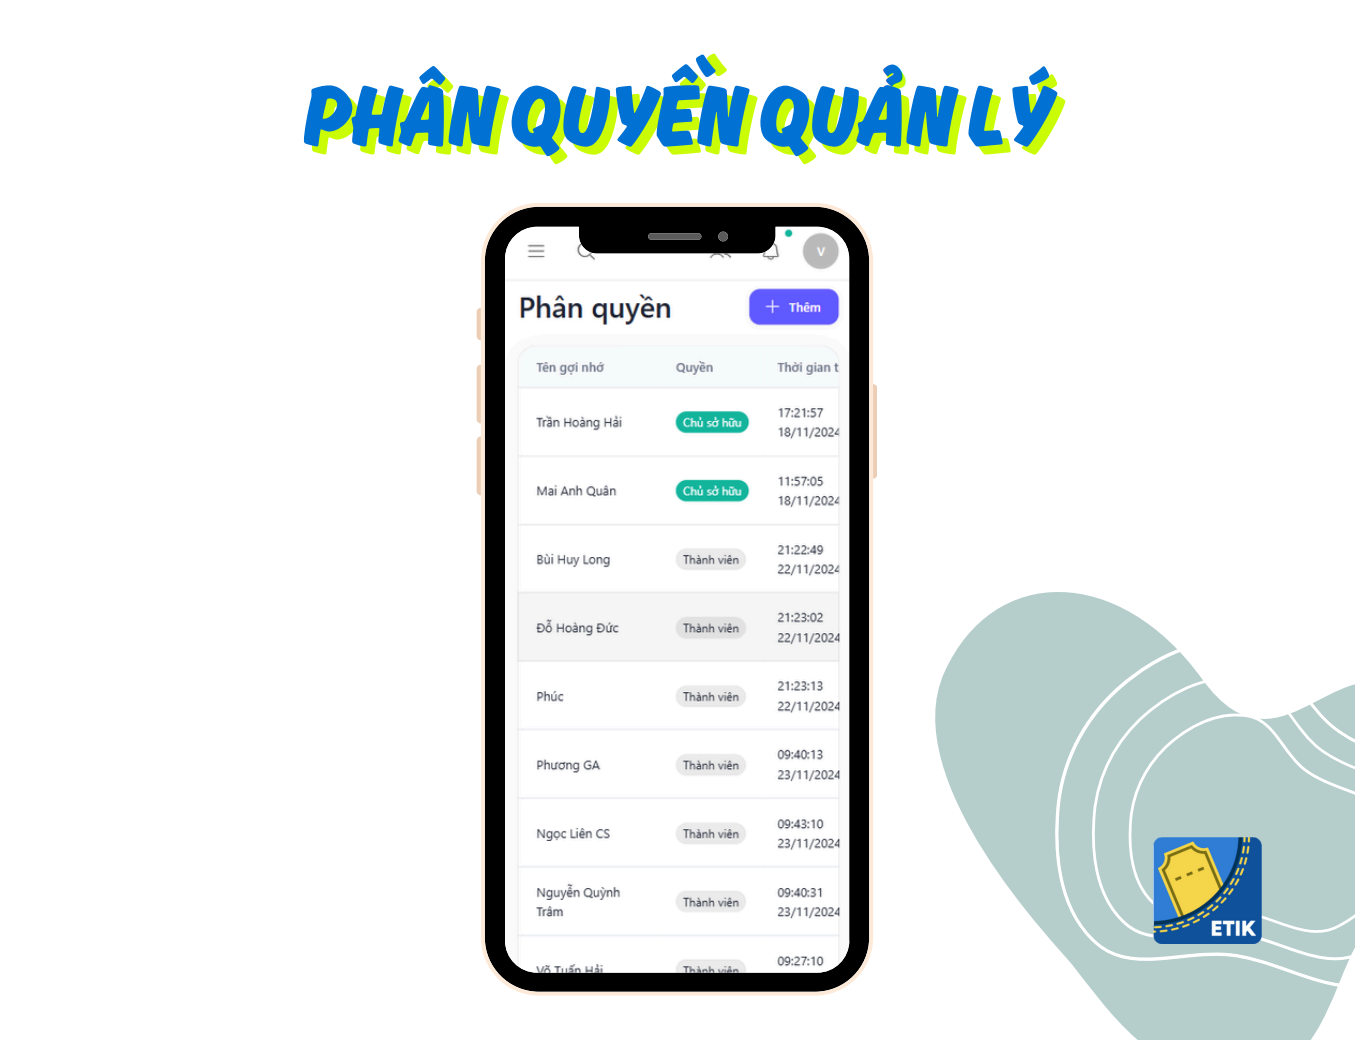 PHÂN QUYỀN QUẢN LÝ
V
Phân quyền
+ Thêm
Tên gợi nhớ Quyền Thời gian t
Trần Hoàng Hải Chủ sở hữu 17:21:57
18/11/2024
Mai Anh Quân Chủ sở hữu 11:57:05
18/11/2024
Bùi Huy Long Thành viên 21:22:49
22/11/2024
Đỗ Hoàng Đức Thành viên 21:23:02
22/11/2024
Phúc Thành viên 21:23:13
22/11/2024
Phương GA Thành viên 09:40:13
23/11/2024
Ngọc Liên CS Thành viên 09:43:10
23/11/2024
Nguyễn Quỳnh Trâm Thành viên 09:40:31
23/11/2024
Võ Tuấn Hải Thành viên 09:27:10
ETIK